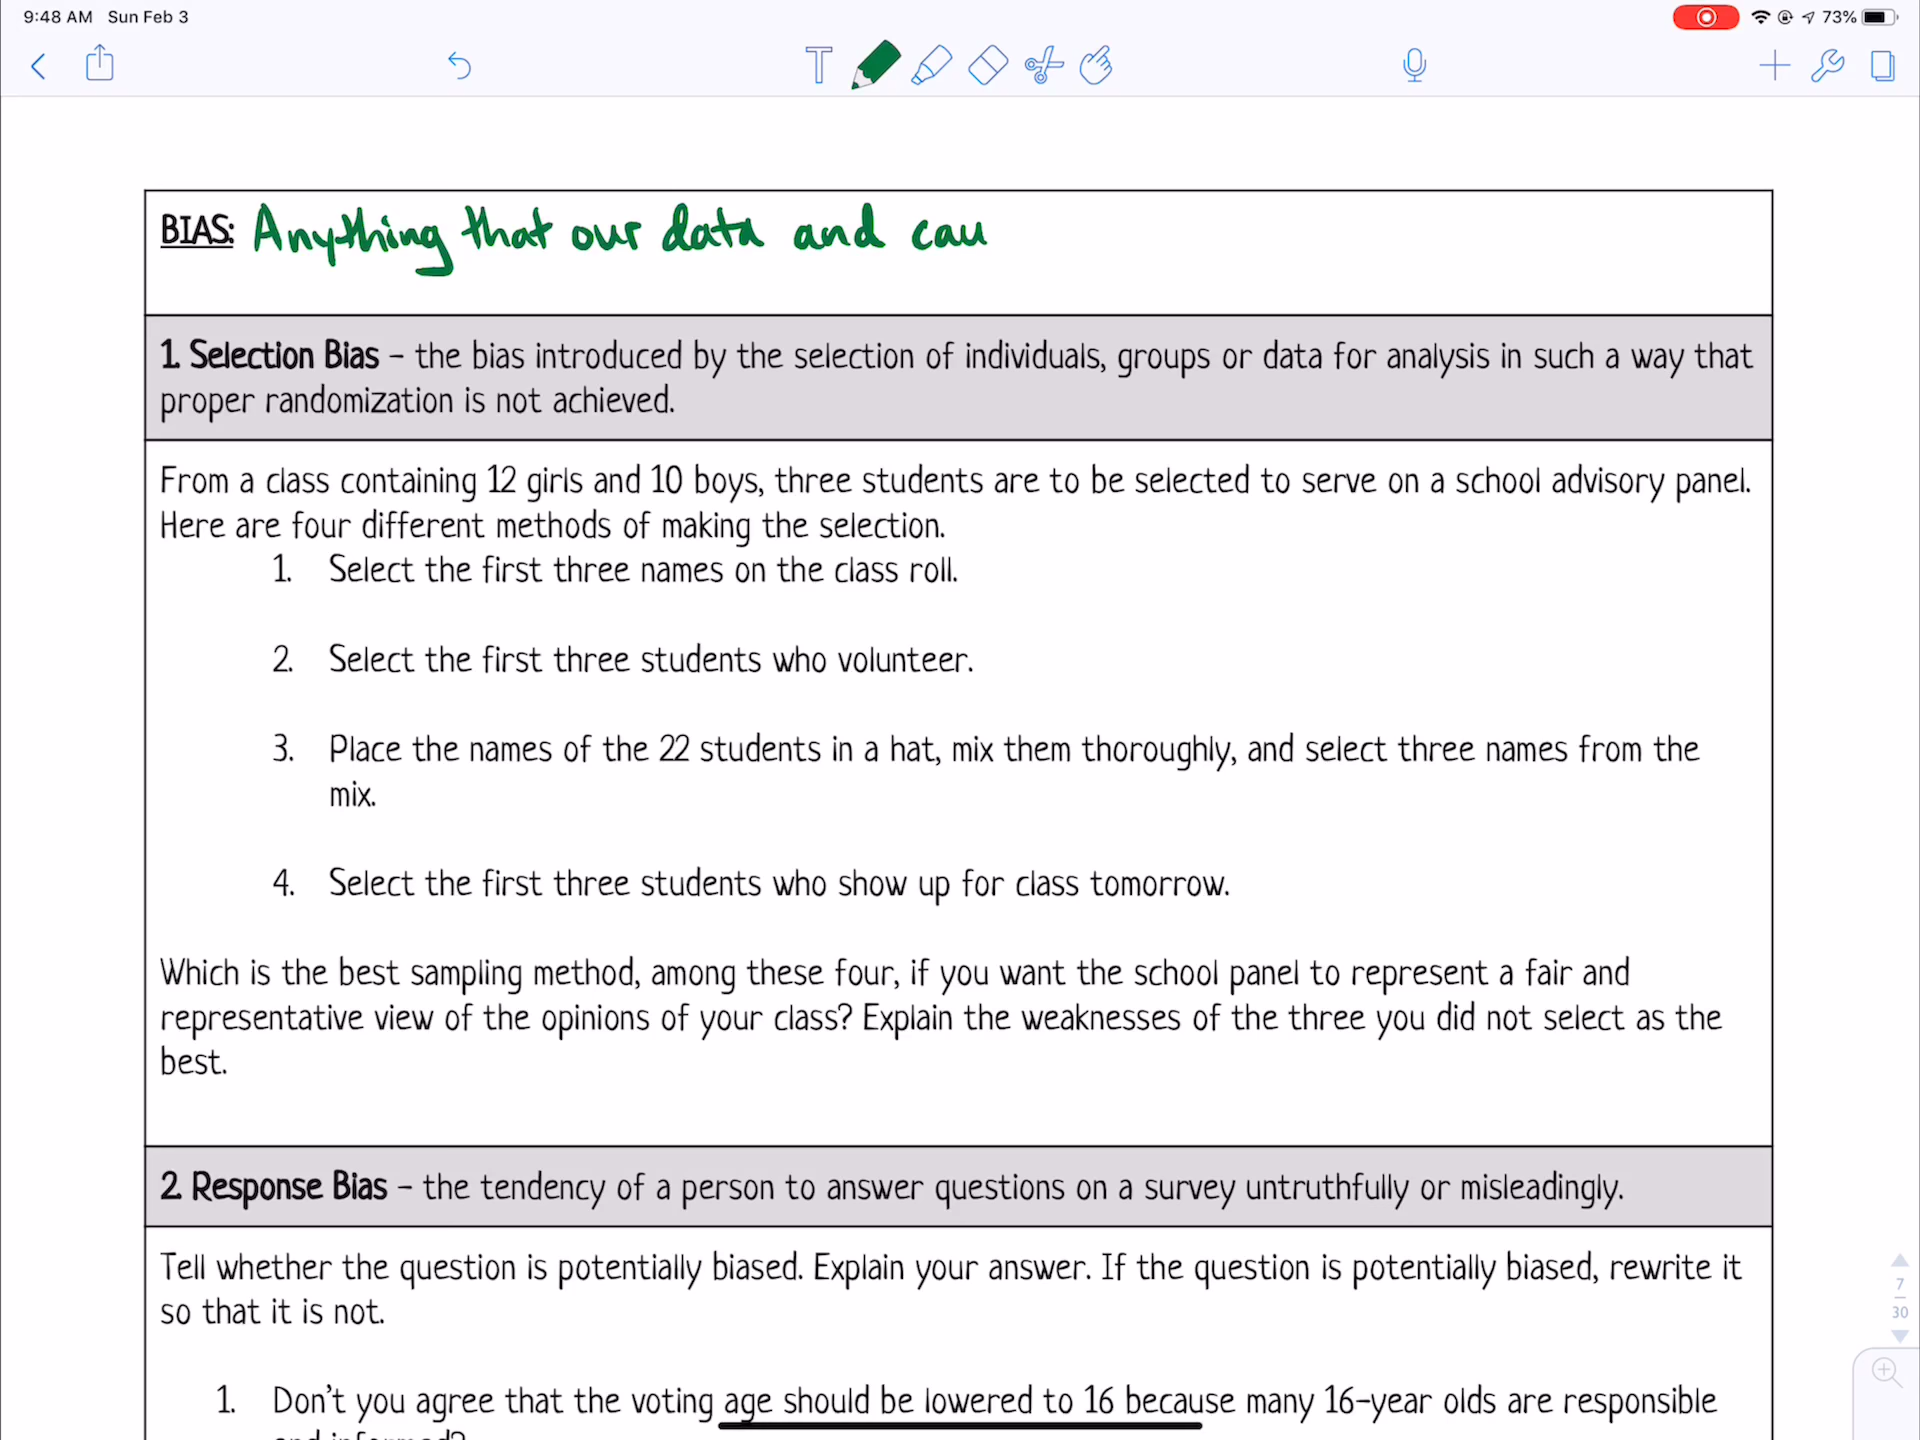 9:48 AM Sun Feb 3
73%
BIAS: Anything that our data and cau
1. Selection Bias – the bias introduced by the selection of individuals, groups or data for analysis in such a way that
proper randomization is not achieved.
From a class containing 12 girls and 10 boys, three students are to be selected to serve on a school advisory panel.
Here are four different methods of making the selection.
1. Select the first three names on the class roll.
2. Select the first three students who volunteer.
3. Place the names of the 22 students in a hat, mix them thoroughly, and select three names from the
mix.
4. Select the first three students who show up for class tomorrow.
Which is the best sampling method, among these four, if you want the school panel to represent a fair and
representative view of the opinions of your class? Explain the weaknesses of the three you did not select as the
best.
2. Response Bias – the tendency of a person to answer questions on a survey untruthfully or misleadingly.
Tell whether the question is potentially biased. Explain your answer. If the question is potentially biased, rewrite it
so that it is not.
1. Don't you agree that the voting age should be lowered to 16 because many 16-year olds are responsible
and informed?
7
30